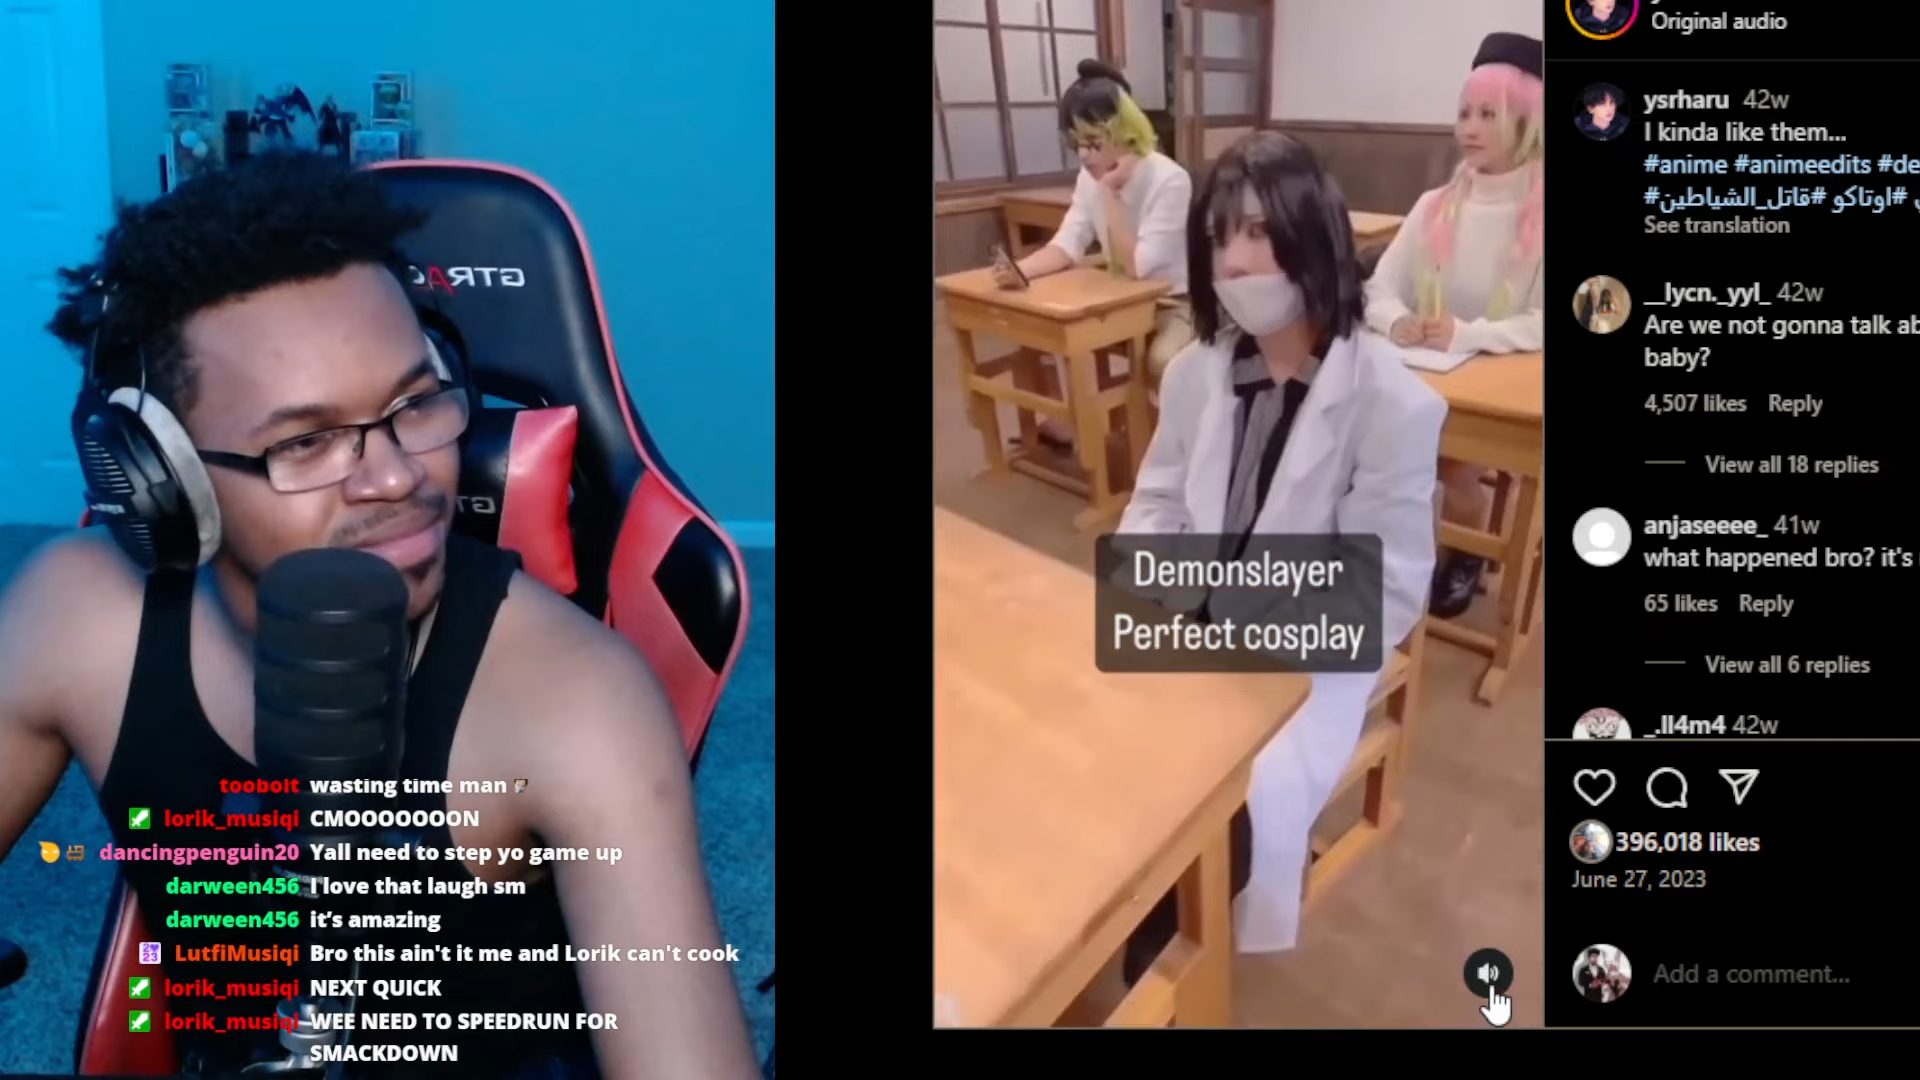 toobolt wasting time man
lorik_musiqi CMOOOOOOON
dancingpenguin20 Yall need to step yo game up
darween456 I love that laugh sm
darween456 it's amazing
LutfiMusiqi Bro this ain't it me and Lorik can't cook
lorik_musiqi NEXT QUICK
lorik_musiqi WEE NEED TO SPEEDRUN FOR
SMACKDOWN
Demonslayer
Perfect cosplay
Original audio
ysrharu 42w
I kinda like them...
#anime #animeedits #de
#اوتاكو #قاتل_الشياطين#
See translation
__lycn._yyl_ 42w
Are we not gonna talk ab
baby?
4,507 likes Reply
View all 18 replies
anjaseeee_ 41w
what happened bro? it's
65 likes Reply
View all 6 replies
_.ll4m4 42w
396,018 likes
June 27, 2023
Add a comment...